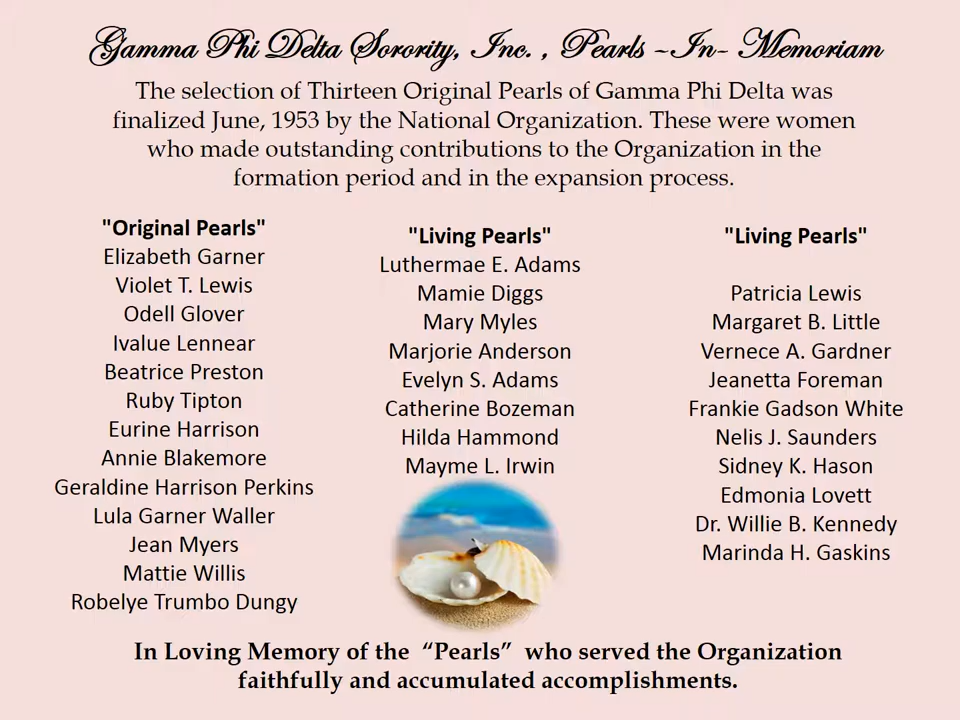 Gamma Phi Delta Sorority, Inc. , Pearls -In- Memoriam
The selection of Thirteen Original Pearls of Gamma Phi Delta was
finalized June, 1953 by the National Organization. These were women
who made outstanding contributions to the Organization in the
formation period and in the expansion process.
"Original Pearls"
Elizabeth Garner
Violet T. Lewis
Odell Glover
Ivalue Lennear
Beatrice Preston
Ruby Tipton
Eurine Harrison
Annie Blakemore
Geraldine Harrison Perkins
Lula Garner Waller
Jean Myers
Mattie Willis
Robelye Trumbo Dungy
"Living Pearls"
Luthermae E. Adams
Mamie Diggs
Mary Myles
Marjorie Anderson
Evelyn S. Adams
Catherine Bozeman
Hilda Hammond
Mayme L. Irwin
"Living Pearls"
Patricia Lewis
Margaret B. Little
Vernece A. Gardner
Jeanetta Foreman
Frankie Gadson White
Nelis J. Saunders
Sidney K. Hason
Edmonia Lovett
Dr. Willie B. Kennedy
Marinda H. Gaskins
In Loving Memory of the “Pearls” who served the Organization
faithfully and accumulated accomplishments.